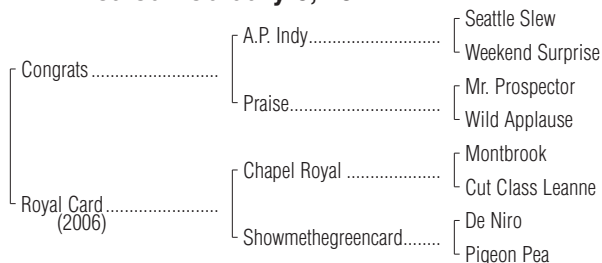 Seattle Slew
A.P. Indy
Weekend Surprise
Congrats
Mr. Prospector
Praise
Wild Applause
Montbrook
Chapel Royal
Cut Class Leanne
Royal Card
(2006)
De Niro
Showmethegreencard
Pigeon Pea